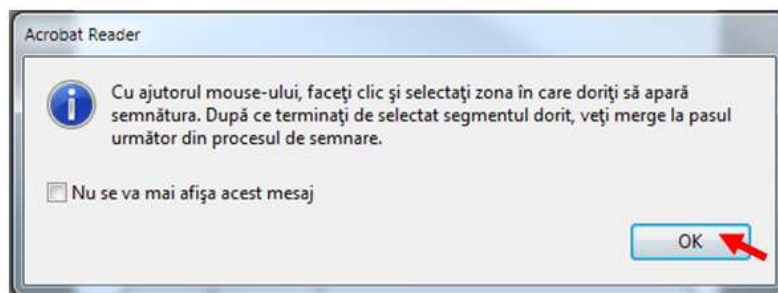 Acrobat Reader
Cu ajutorul mouse-ului, faceţi clic şi selectaţi zona în care doriţi să apară
semnătura. După ce terminaţi de selectat segmentul dorit, veţi merge la pasul
următor din procesul de semnare.
Nu se va mai afişa acest mesaj
OK